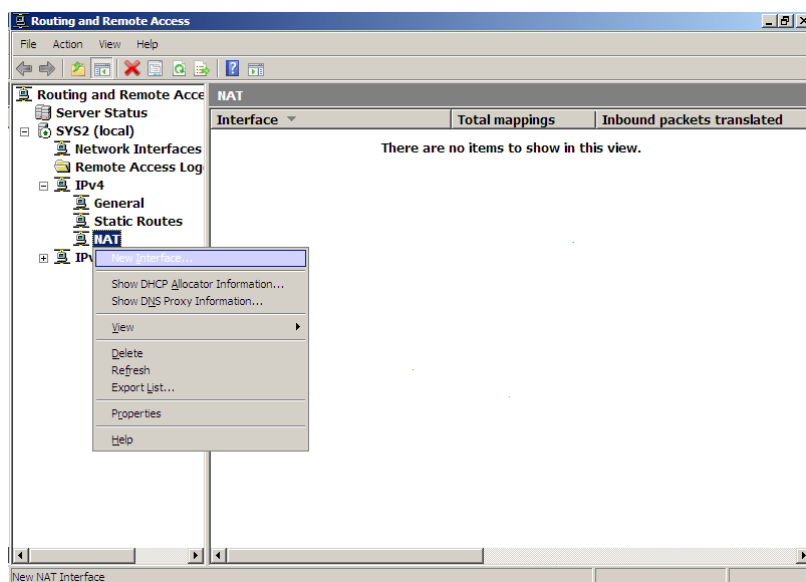 Routing and Remote Access
File Action View Help
Routing and Remote Acce
Server Status
SYS2 (local)
Network Interfaces
Remote Access Log
IPv4
General
Static Routes
NAT
IPv
NAT
Interface Total mappings Inbound packets translated
There are no items to show in this view.
New Interface...
Show DHCP Allocator Information...
Show DNS Proxy Information...
View
Delete
Refresh
Export List...
Properties
Help
New NAT Interface